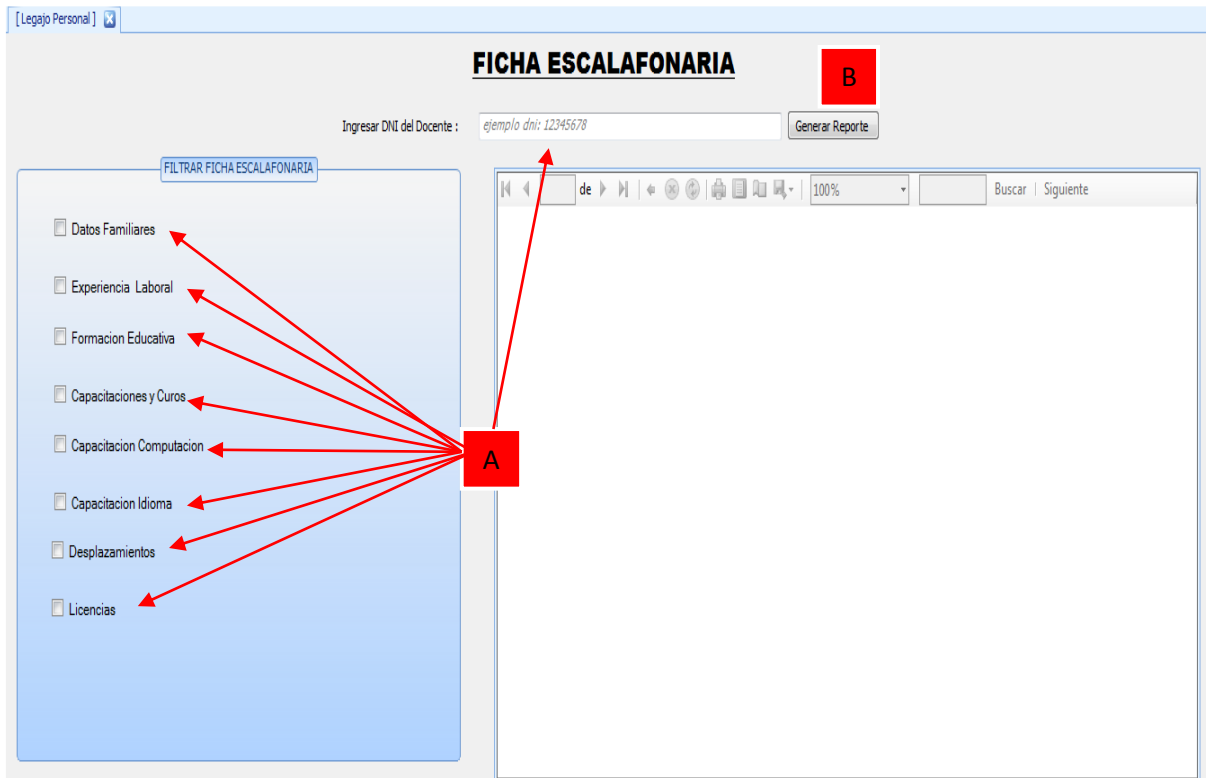 [ Legajo Personal ]
FICHA ESCALAFONARIA
B
Ingresar DNI del Docente :
ejemplo dni: 12345678
Generar Reporte
FILTRAR FICHA ESCALAFONARIA
de
100%
Buscar | Siguiente
Datos Familiares
Experiencia Laboral
Formacion Educativa
Capacitaciones y Curos
Capacitacion Computacion
A
Capacitacion Idioma
Desplazamientos
Licencias